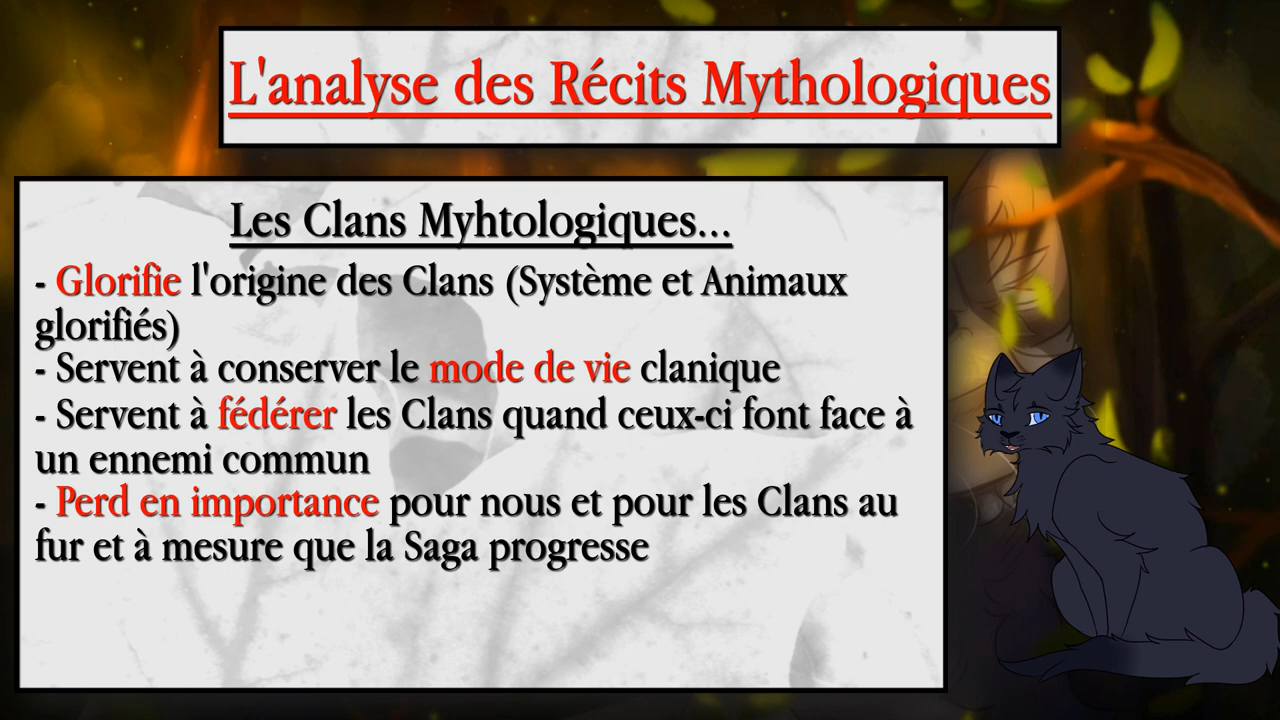 L'analyse des Récits Mythologiques
Les Clans Myhtologiques...
- Glorifie l'origine des Clans (Système et Animaux
glorifiés)
- Servent à conserver le mode de vie clanique
- Servent à fédérer les Clans quand ceux-ci font face à
un ennemi commun
- Perd en importance pour nous et pour les Clans au
fur et à mesure que la Saga progresse